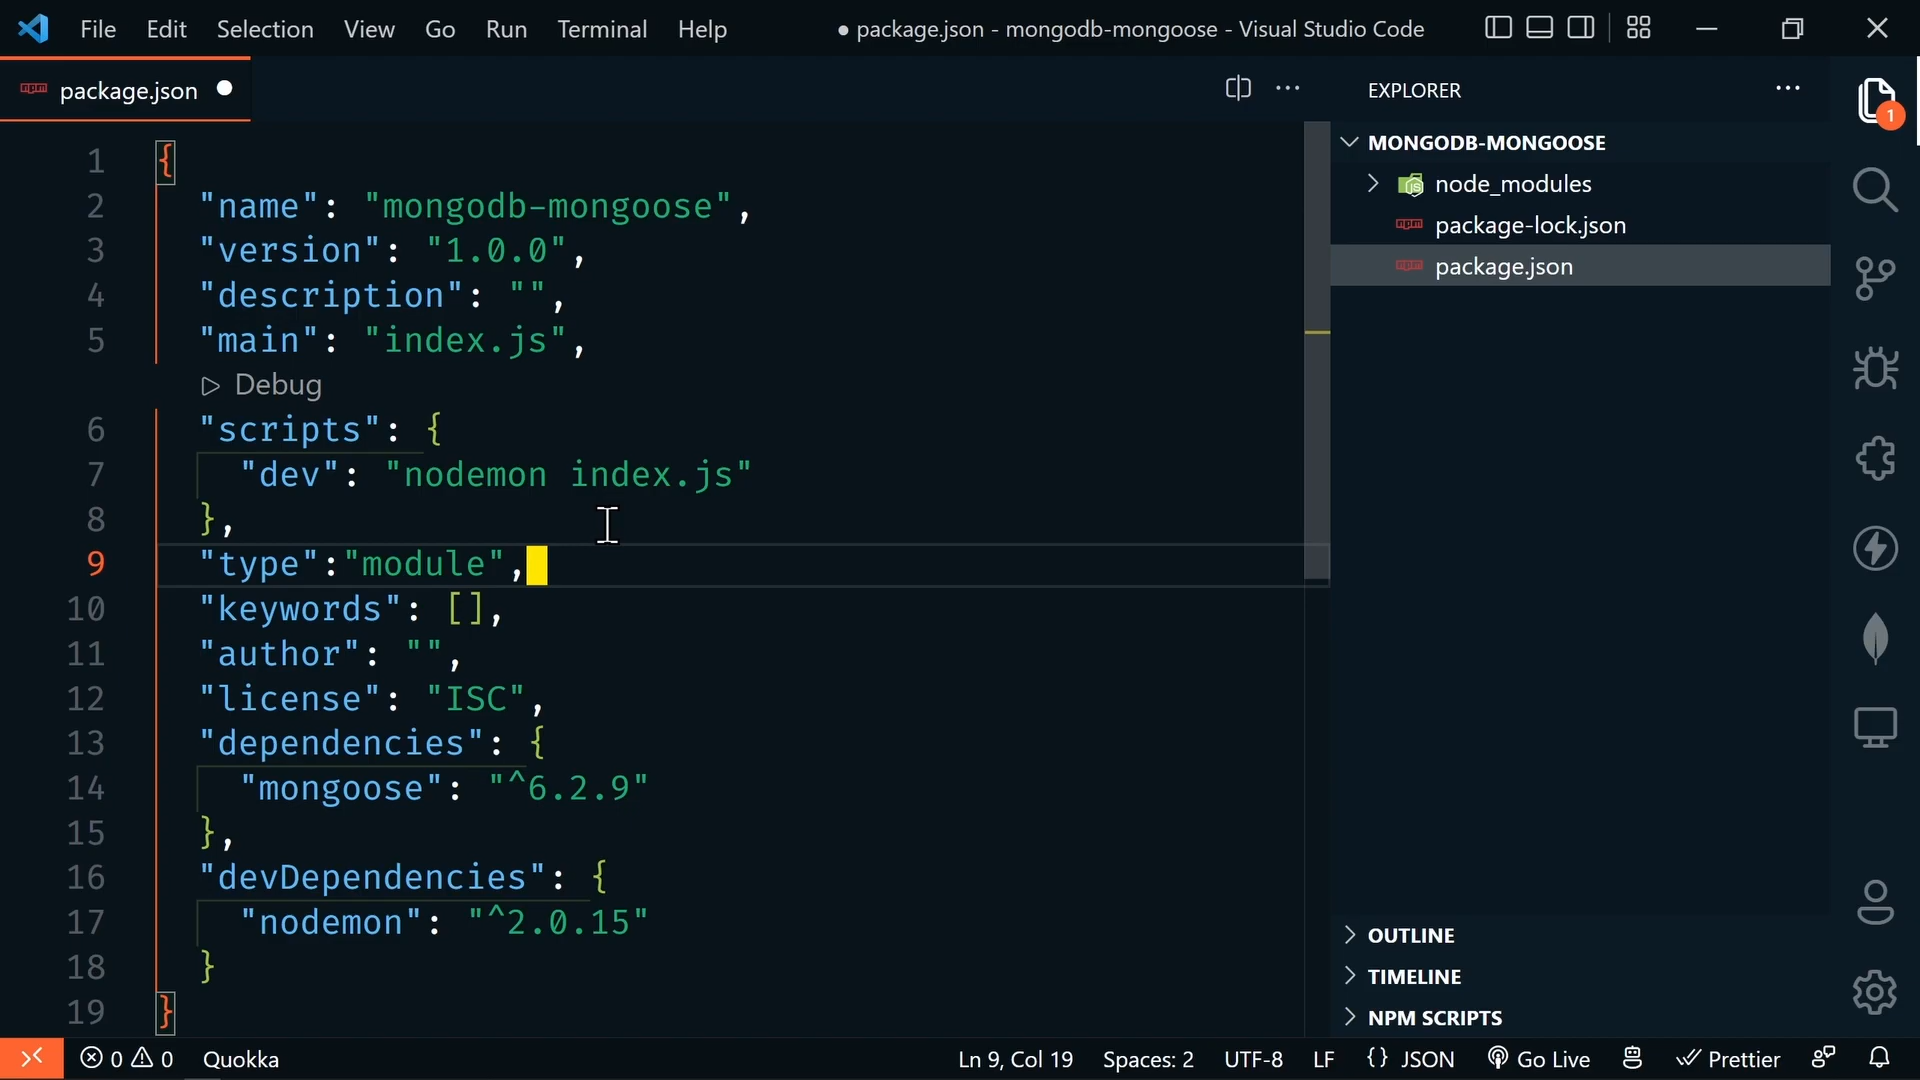 File Edit Selection View Go Run Terminal Help ● package.json - mongodb-mongoose - Visual Studio Code
package.json
EXPLORER
1
MONGODB-MONGOOSE
node_modules
package-lock.json
package.json
1 {
2 "name": "mongodb-mongoose",
3 "version": "1.0.0",
4 "description": "",
5 "main": "index.js",
Debug
6 "scripts": {
7 "dev": "nodemon index.js"
8 },
9 "type":"module",
10 "keywords": [],
11 "author": "",
12 "license": "ISC",
13 "dependencies": {
14 "mongoose": "^6.2.9"
15 },
16 "devDependencies": {
17 "nodemon": "^2.0.15"
18 }
19 }
OUTLINE
TIMELINE
NPM SCRIPTS
0 0 Quokka Ln 9, Col 19 Spaces: 2 UTF-8 LF {} JSON Go Live Prettier